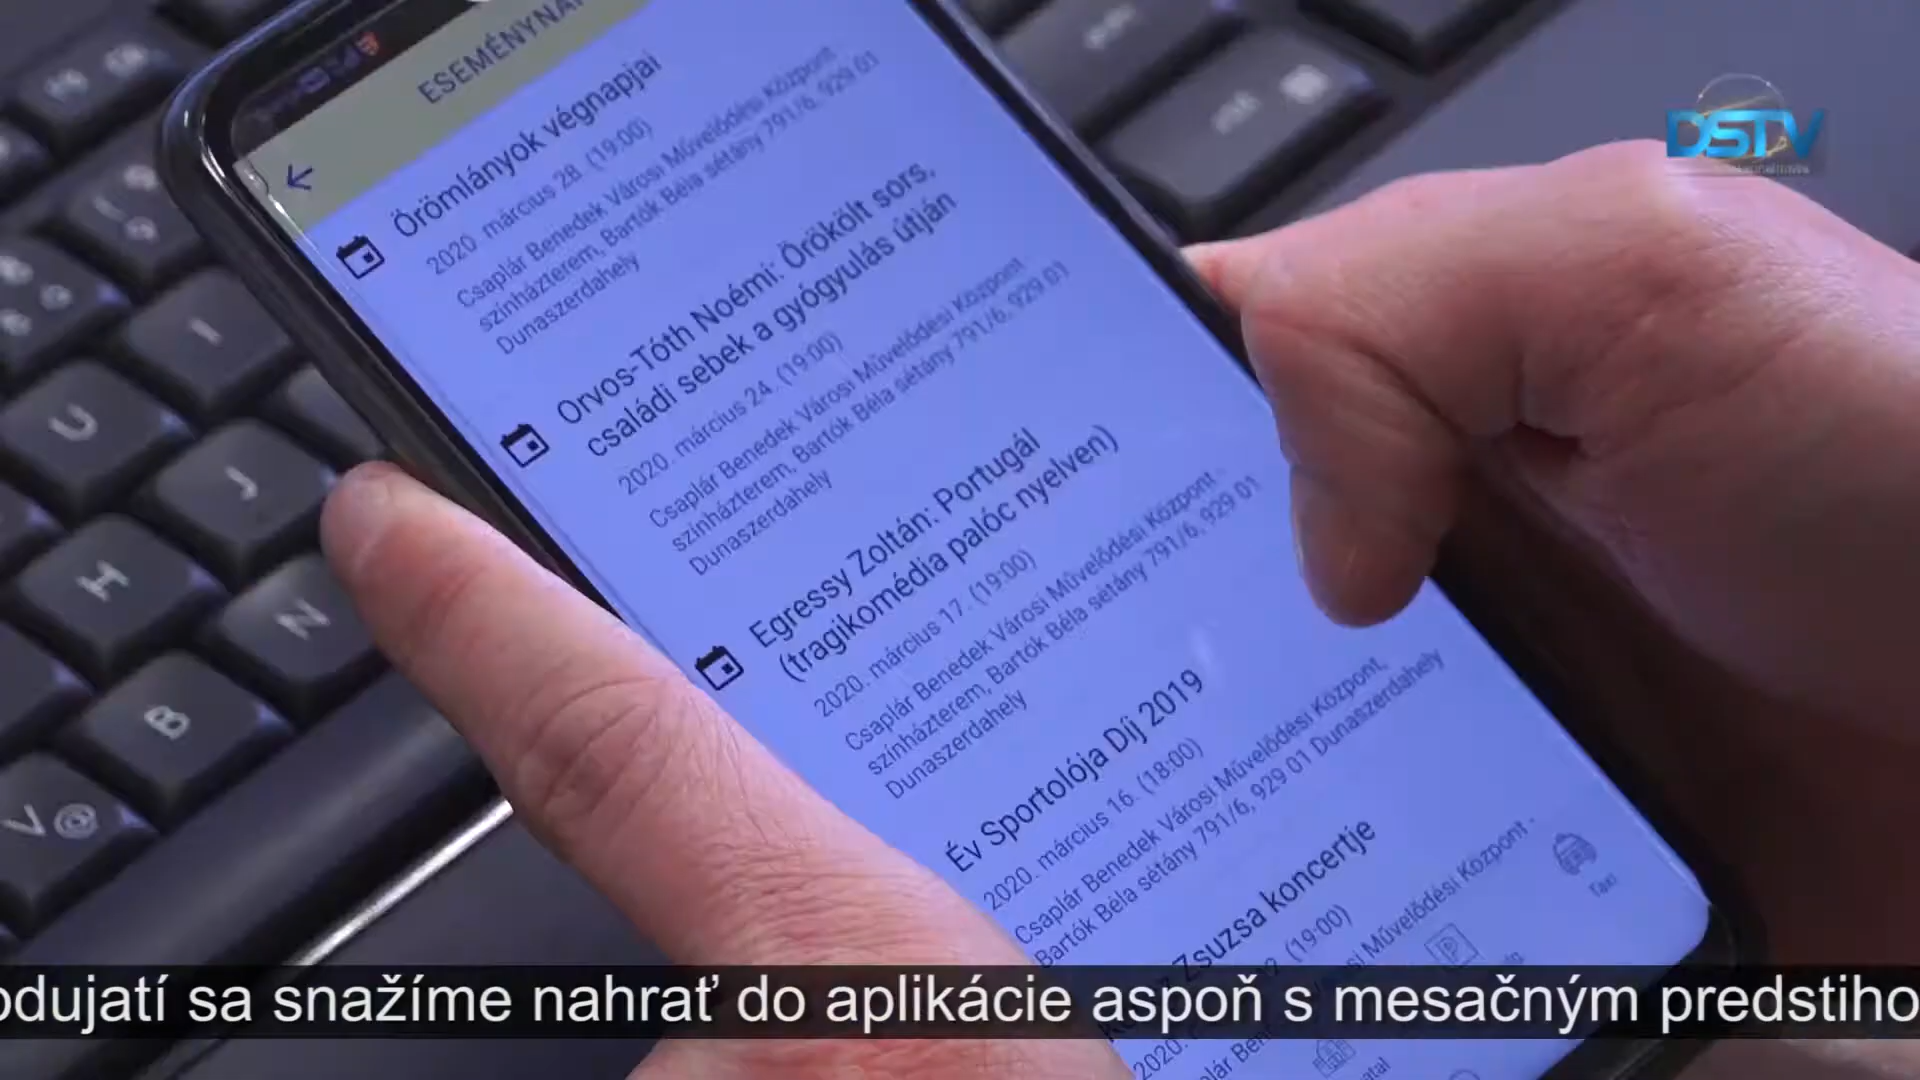 ESEMÉNYNAP
Örömlányok végnapjai
2020. március 28. (19:00)
Csaplár Benedek Városi Művelődési Központ -
színházterem, Bartók Béla sétány 791/6, 929 01
Dunaszerdahely
Orvos-Tóth Noémi: Örökölt sors,
családi sebek a gyógyulás útján
2020. március 24. (19:00)
Csaplár Benedek Városi Művelődési Központ -
színházterem, Bartók Béla sétány 791/6, 929 01
Dunaszerdahely
Egressy Zoltán: Portugál
(tragikomédia palóc nyelven)
2020. március 17. (19:00)
Csaplár Benedek Városi Művelődési Központ -
színházterem, Bartók Béla sétány 791/6, 929 01
Dunaszerdahely
Év Sportolója Díj 2019
2020. március 16. (18:00)
Csaplár Benedek Városi Művelődési Központ,
Bartók Béla sétány 791/6, 929 01 Dunaszerdahely
Zsuzsa koncertje
2020. (19:00)
Művelődési Központ -
Taxi
P
DSTV
U
J
H
N
B
V @
odujatí sa snažíme nahrať do aplikácie aspoň s mesačným predstiho